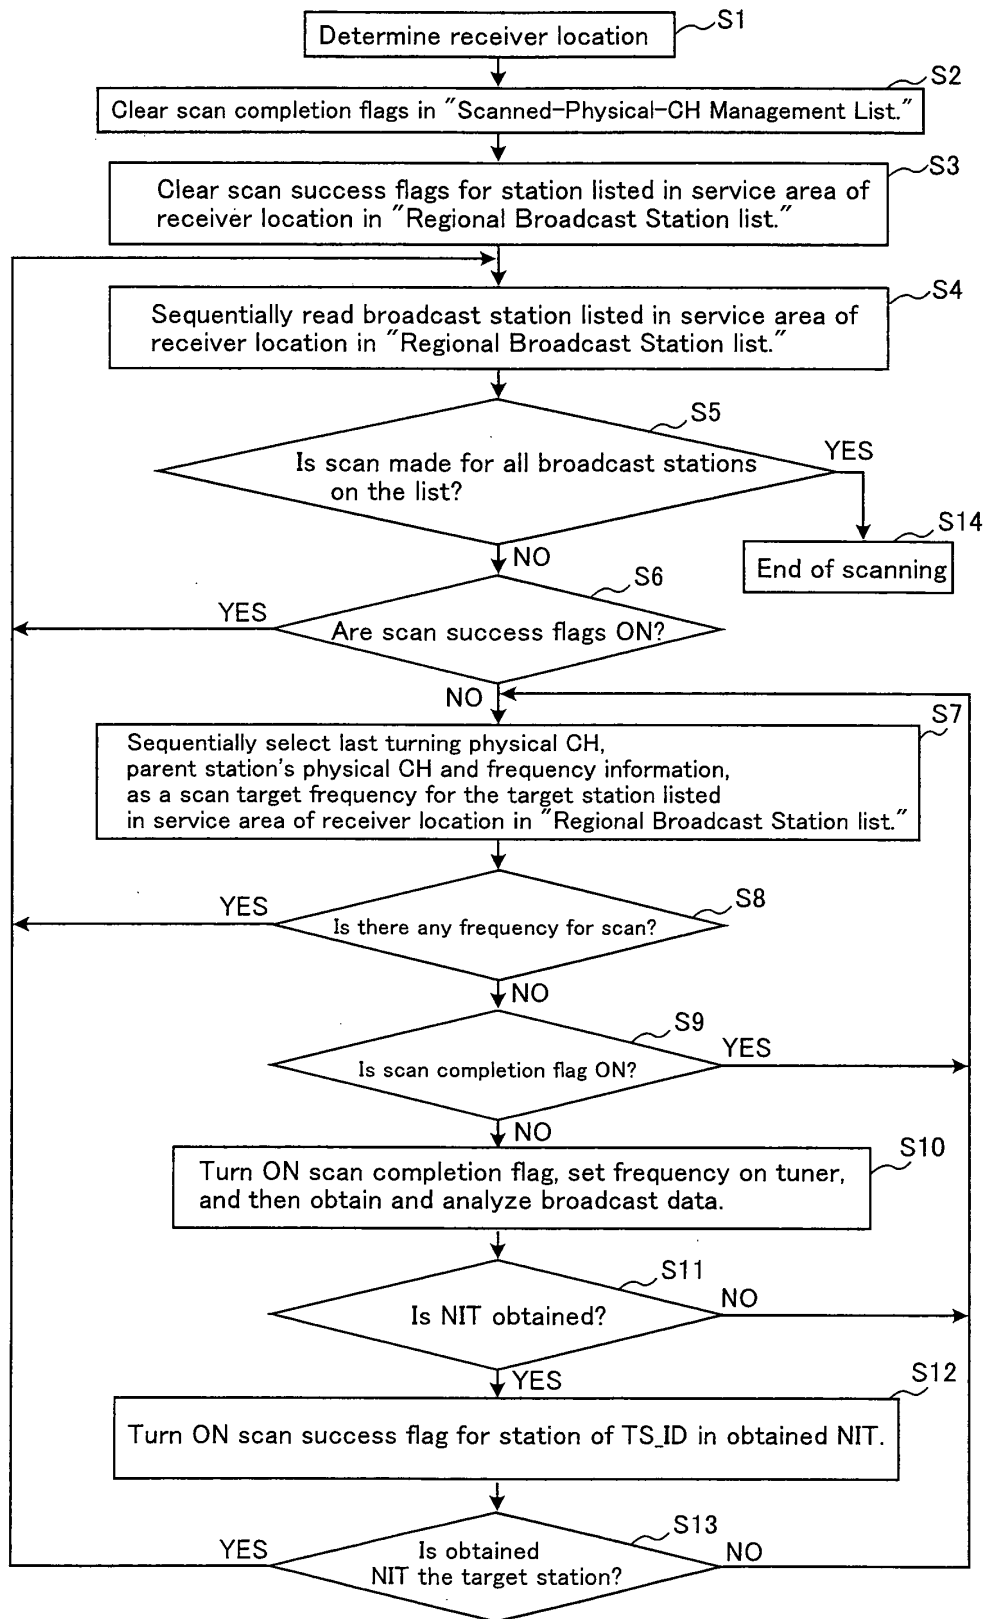 S1
Determine receiver location
S2
Clear scan completion flags in "Scanned-Physical-CH Management List."
S3
Clear scan success flags for station listed in service area of
receiver location in "Regional Broadcast Station list."
S4
Sequentially read broadcast station listed in service area of
receiver location in "Regional Broadcast Station list."
S5
YES
Is scan made for all broadcast stations
on the list?
S14
NO
End of scanning
S6
YES
Are scan success flags ON?
NO
S7
Sequentially select last turning physical CH,
parent station's physical CH and frequency information,
as a scan target frequency for the target station listed
in service area of receiver location in "Regional Broadcast Station list."
S8
YES
Is there any frequency for scan?
NO
S9
YES
Is scan completion flag ON?
NO
S10
Turn ON scan completion flag, set frequency on tuner,
and then obtain and analyze broadcast data.
S11
NO
Is NIT obtained?
YES
S12
Turn ON scan success flag for station of TS_ID in obtained NIT.
S13
YES
NO
Is obtained
NIT the target station?